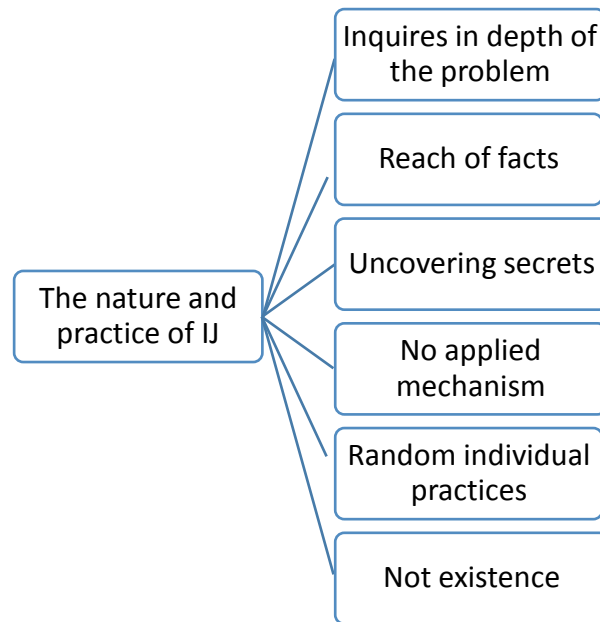 Inquires in depth of
the problem
Reach of facts
Uncovering secrets
The nature and
practice of IJ
No applied
mechanism
Random individual
practices
Not existence